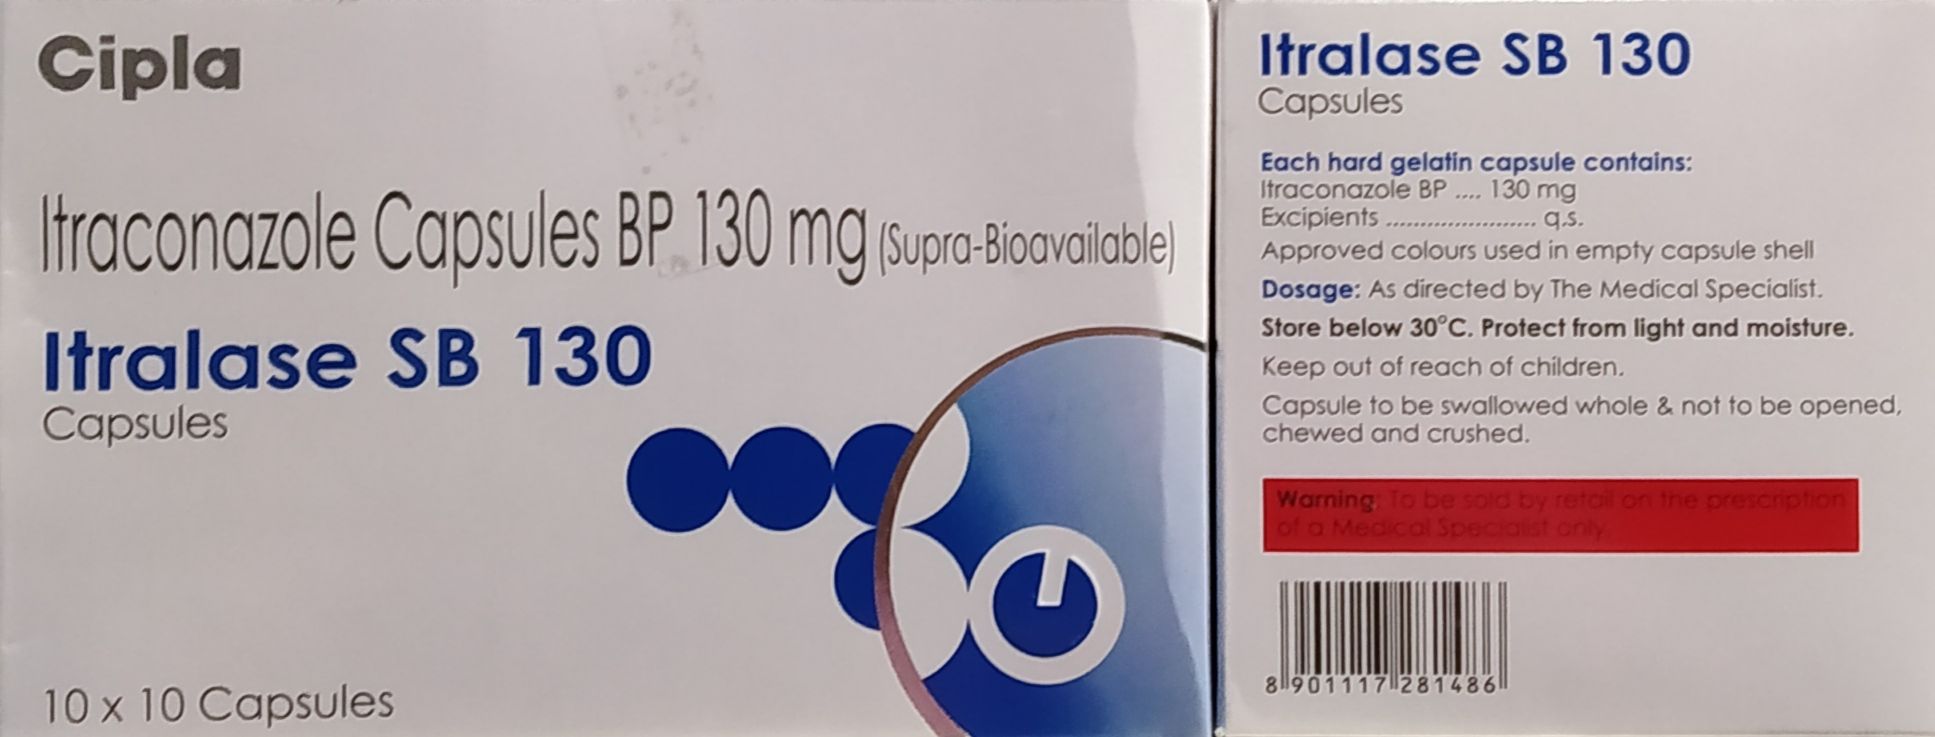 Cipla
Itraconazole Capsules BP 130 mg (Supra-Bioavailable)
Itralase SB 130
Capsules
10 x 10 Capsules
Itralase SB 130
Capsules
Each hard gelatin capsule contains:
Itraconazole BP .... 130 mg
Excipients ....................... q.s.
Approved colours used in empty capsule shell
Dosage: As directed by The Medical Specialist.
Store below 30°C. Protect from light and moisture.
Keep out of reach of children.
Capsule to be swallowed whole & not to be opened,
chewed and crushed.
Warning: To be sold by retail on the prescription
of a Medical Specialist only.
8 901117 281486